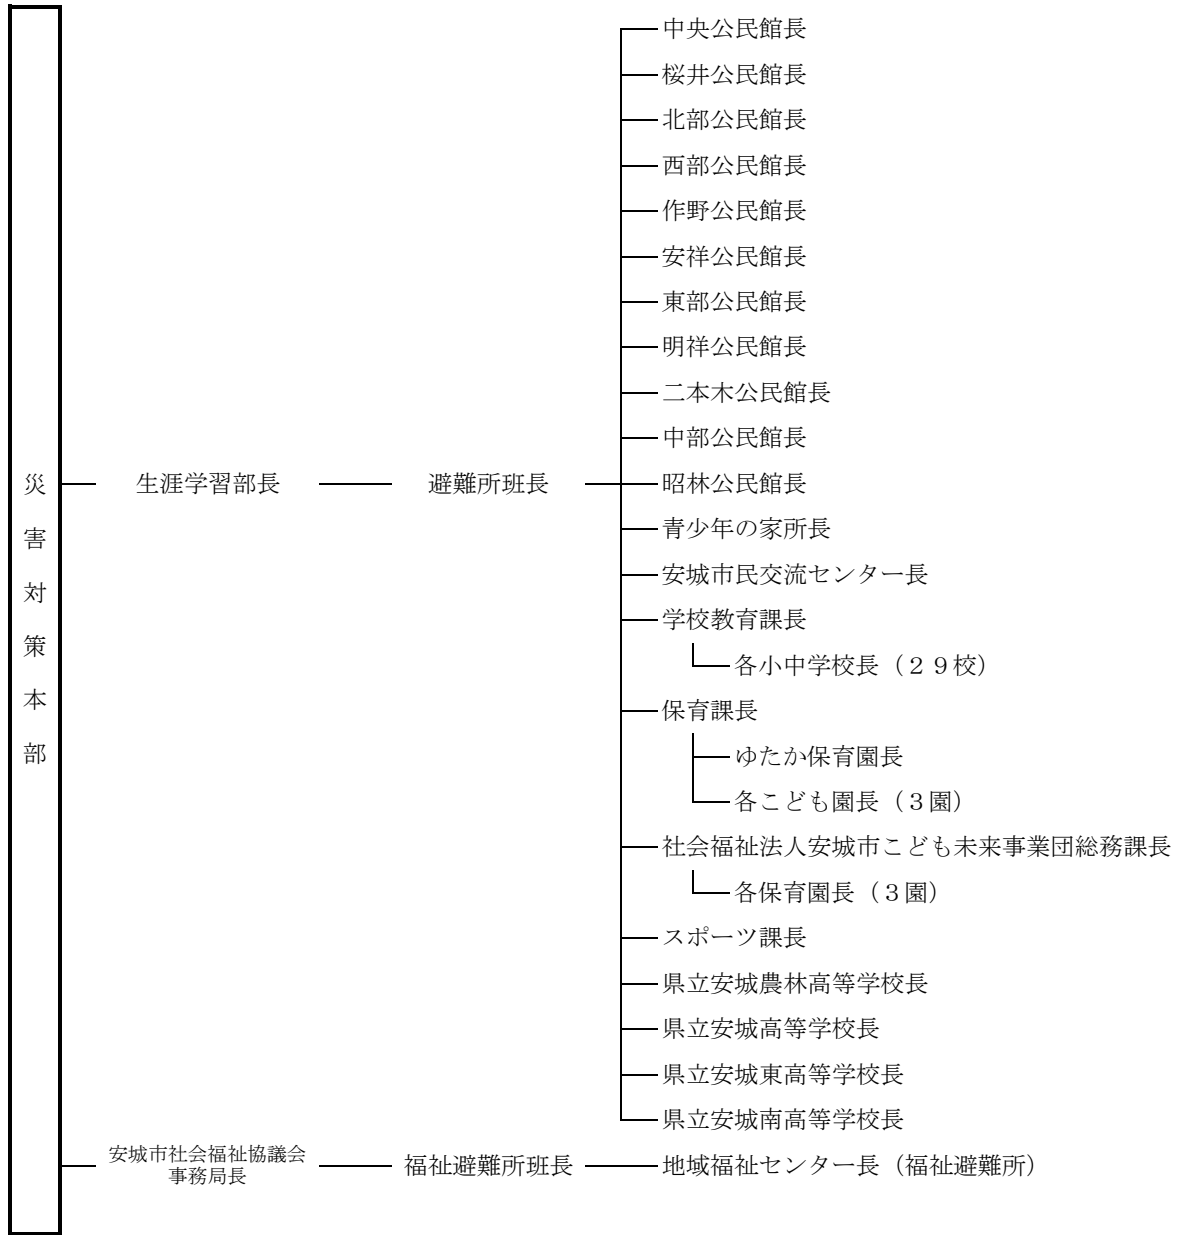 災害対策本部
生涯学習部長
避難所班長
中央公民館長
桜井公民館長
北部公民館長
西部公民館長
作野公民館長
安祥公民館長
東部公民館長
明祥公民館長
二本木公民館長
中部公民館長
昭林公民館長
青少年の家所長
安城市民交流センター長
学校教育課長
各小中学校長（２９校）
保育課長
ゆたか保育園長
各こども園長（３園）
社会福祉法人安城市こども未来事業団総務課長
各保育園長（３園）
スポーツ課長
県立安城農林高等学校長
県立安城高等学校長
県立安城東高等学校長
県立安城南高等学校長
安城市社会福祉協議会
事務局長
福祉避難所班長
地域福祉センター長（福祉避難所）